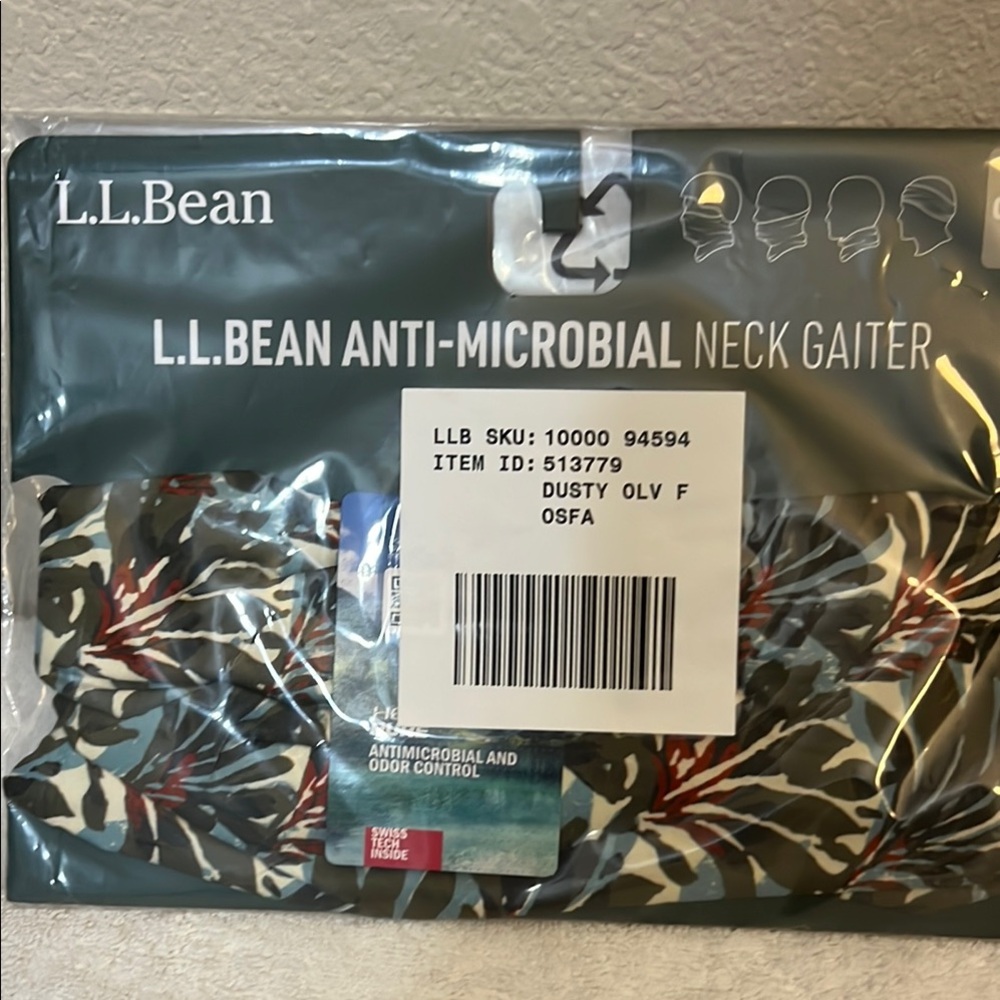 L.L.Bean
L.L.BEAN ANTI-MICROBIAL NECK GAITER
LLB SKU: 10000 94594
ITEM ID: 513779
DUSTY OLV F
OSFA
ANTIMICROBIAL AND
ODOR CONTROL
SWISS
TECH
INSIDE